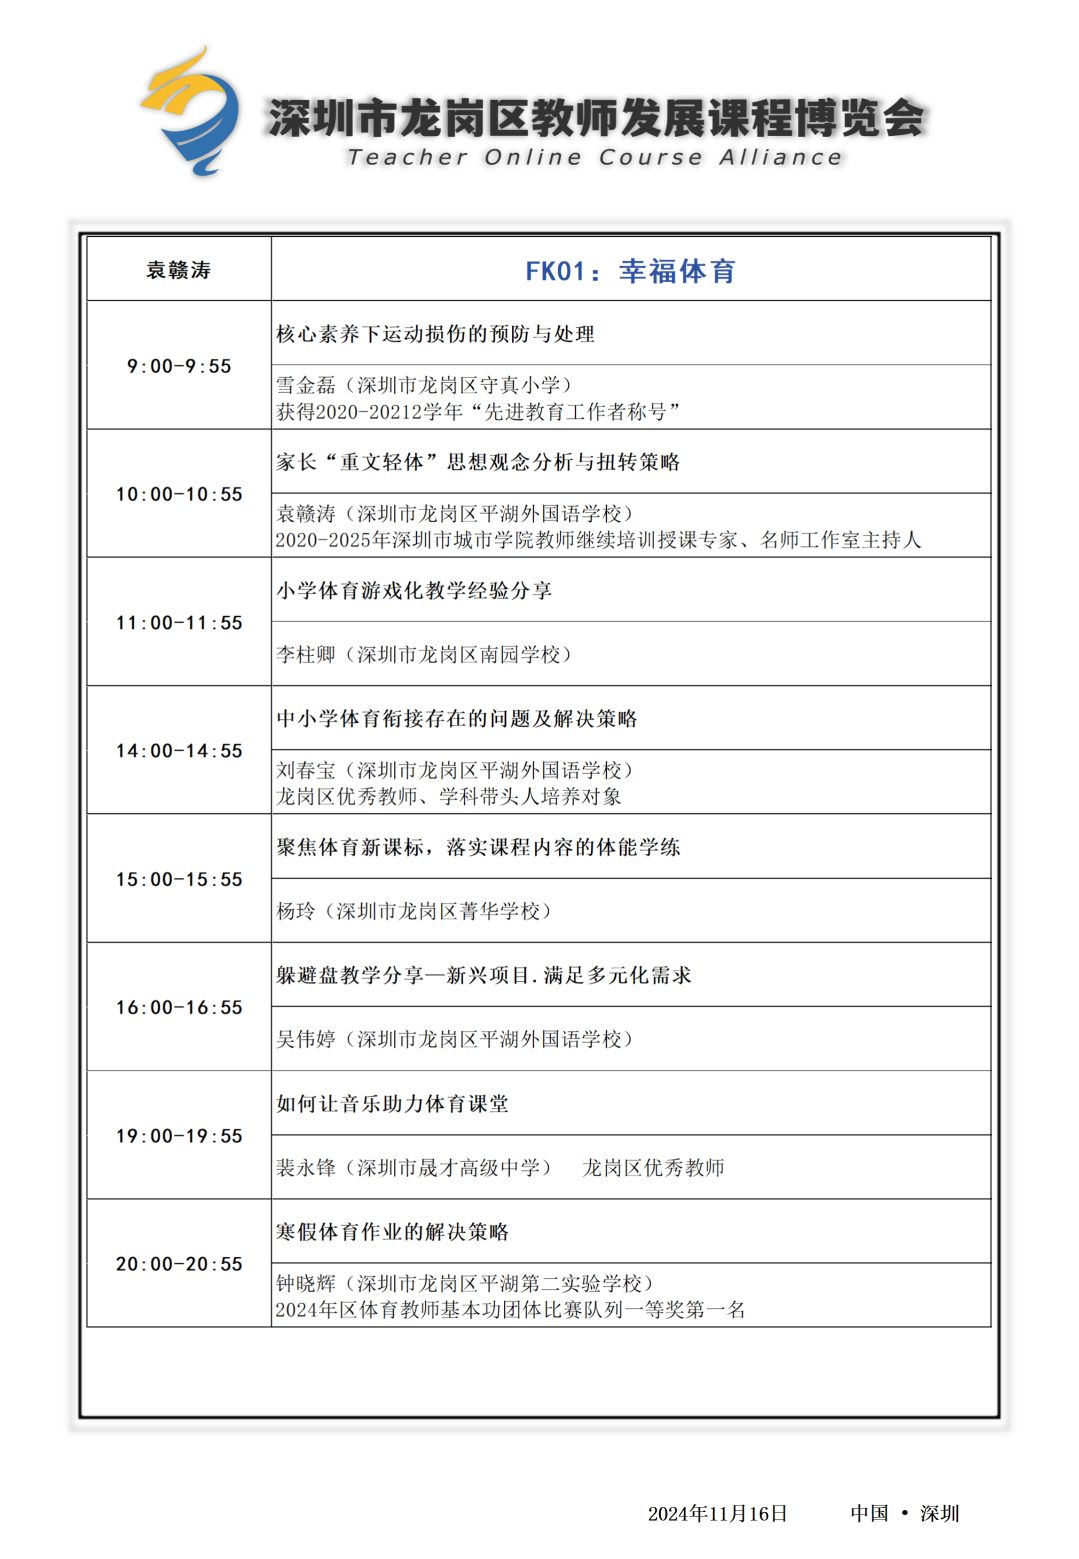 深圳市龙岗区教师发展课程博览会
Teacher Online Course Alliance
袁赣涛
FK01：幸福体育
9:00-9:55
核心素养下运动损伤的预防与处理
雪金磊（深圳市龙岗区守真小学）
获得2020-20212学年“先进教育工作者称号”
10:00-10:55
家长“重文轻体”思想观念分析与扭转策略
袁赣涛（深圳市龙岗区平湖外国语学校）
2020-2025年深圳市城市学院教师继续培训授课专家、名师工作室主持人
11:00-11:55
小学体育游戏化教学经验分享
李柱卿（深圳市龙岗区南园学校）
14:00-14:55
中小学体育衔接存在的问题及解决策略
刘春宝（深圳市龙岗区平湖外国语学校）
龙岗区优秀教师、学科带头人培养对象
15:00-15:55
聚焦体育新课标，落实课程内容的体能学练
杨玲（深圳市龙岗区菁华学校）
16:00-16:55
躲避盘教学分享—新兴项目.满足多元化需求
吴伟婷（深圳市龙岗区平湖外国语学校）
19:00-19:55
如何让音乐助力体育课堂
裴永锋（深圳市晟才高级中学） 龙岗区优秀教师
20:00-20:55
寒假体育作业的解决策略
钟晓辉（深圳市龙岗区平湖第二实验学校）
2024年区体育教师基本功团体比赛队列一等奖第一名
2024年11月16日 中国 • 深圳